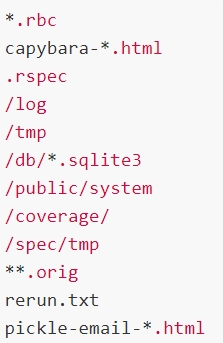 *.rbc
capybara-*.html
.rspec
/log
/tmp
/db/*.sqlite3
/public/system
/coverage/
/spec/tmp
**.orig
rerun.txt
pickle-email-*.html